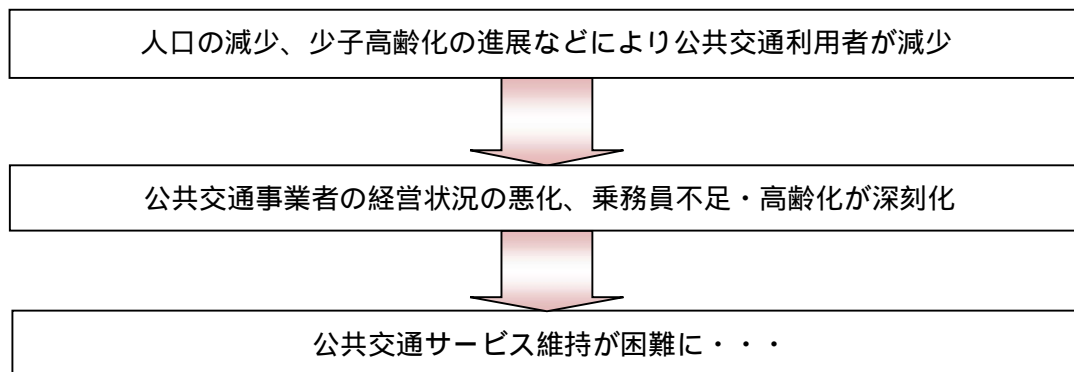 人口の減少、少子高齢化の進展などにより公共交通利用者が減少
公共交通事業者の経営状況の悪化、乗務員不足・高齢化が深刻化
公共交通サービス維持が困難に・・・